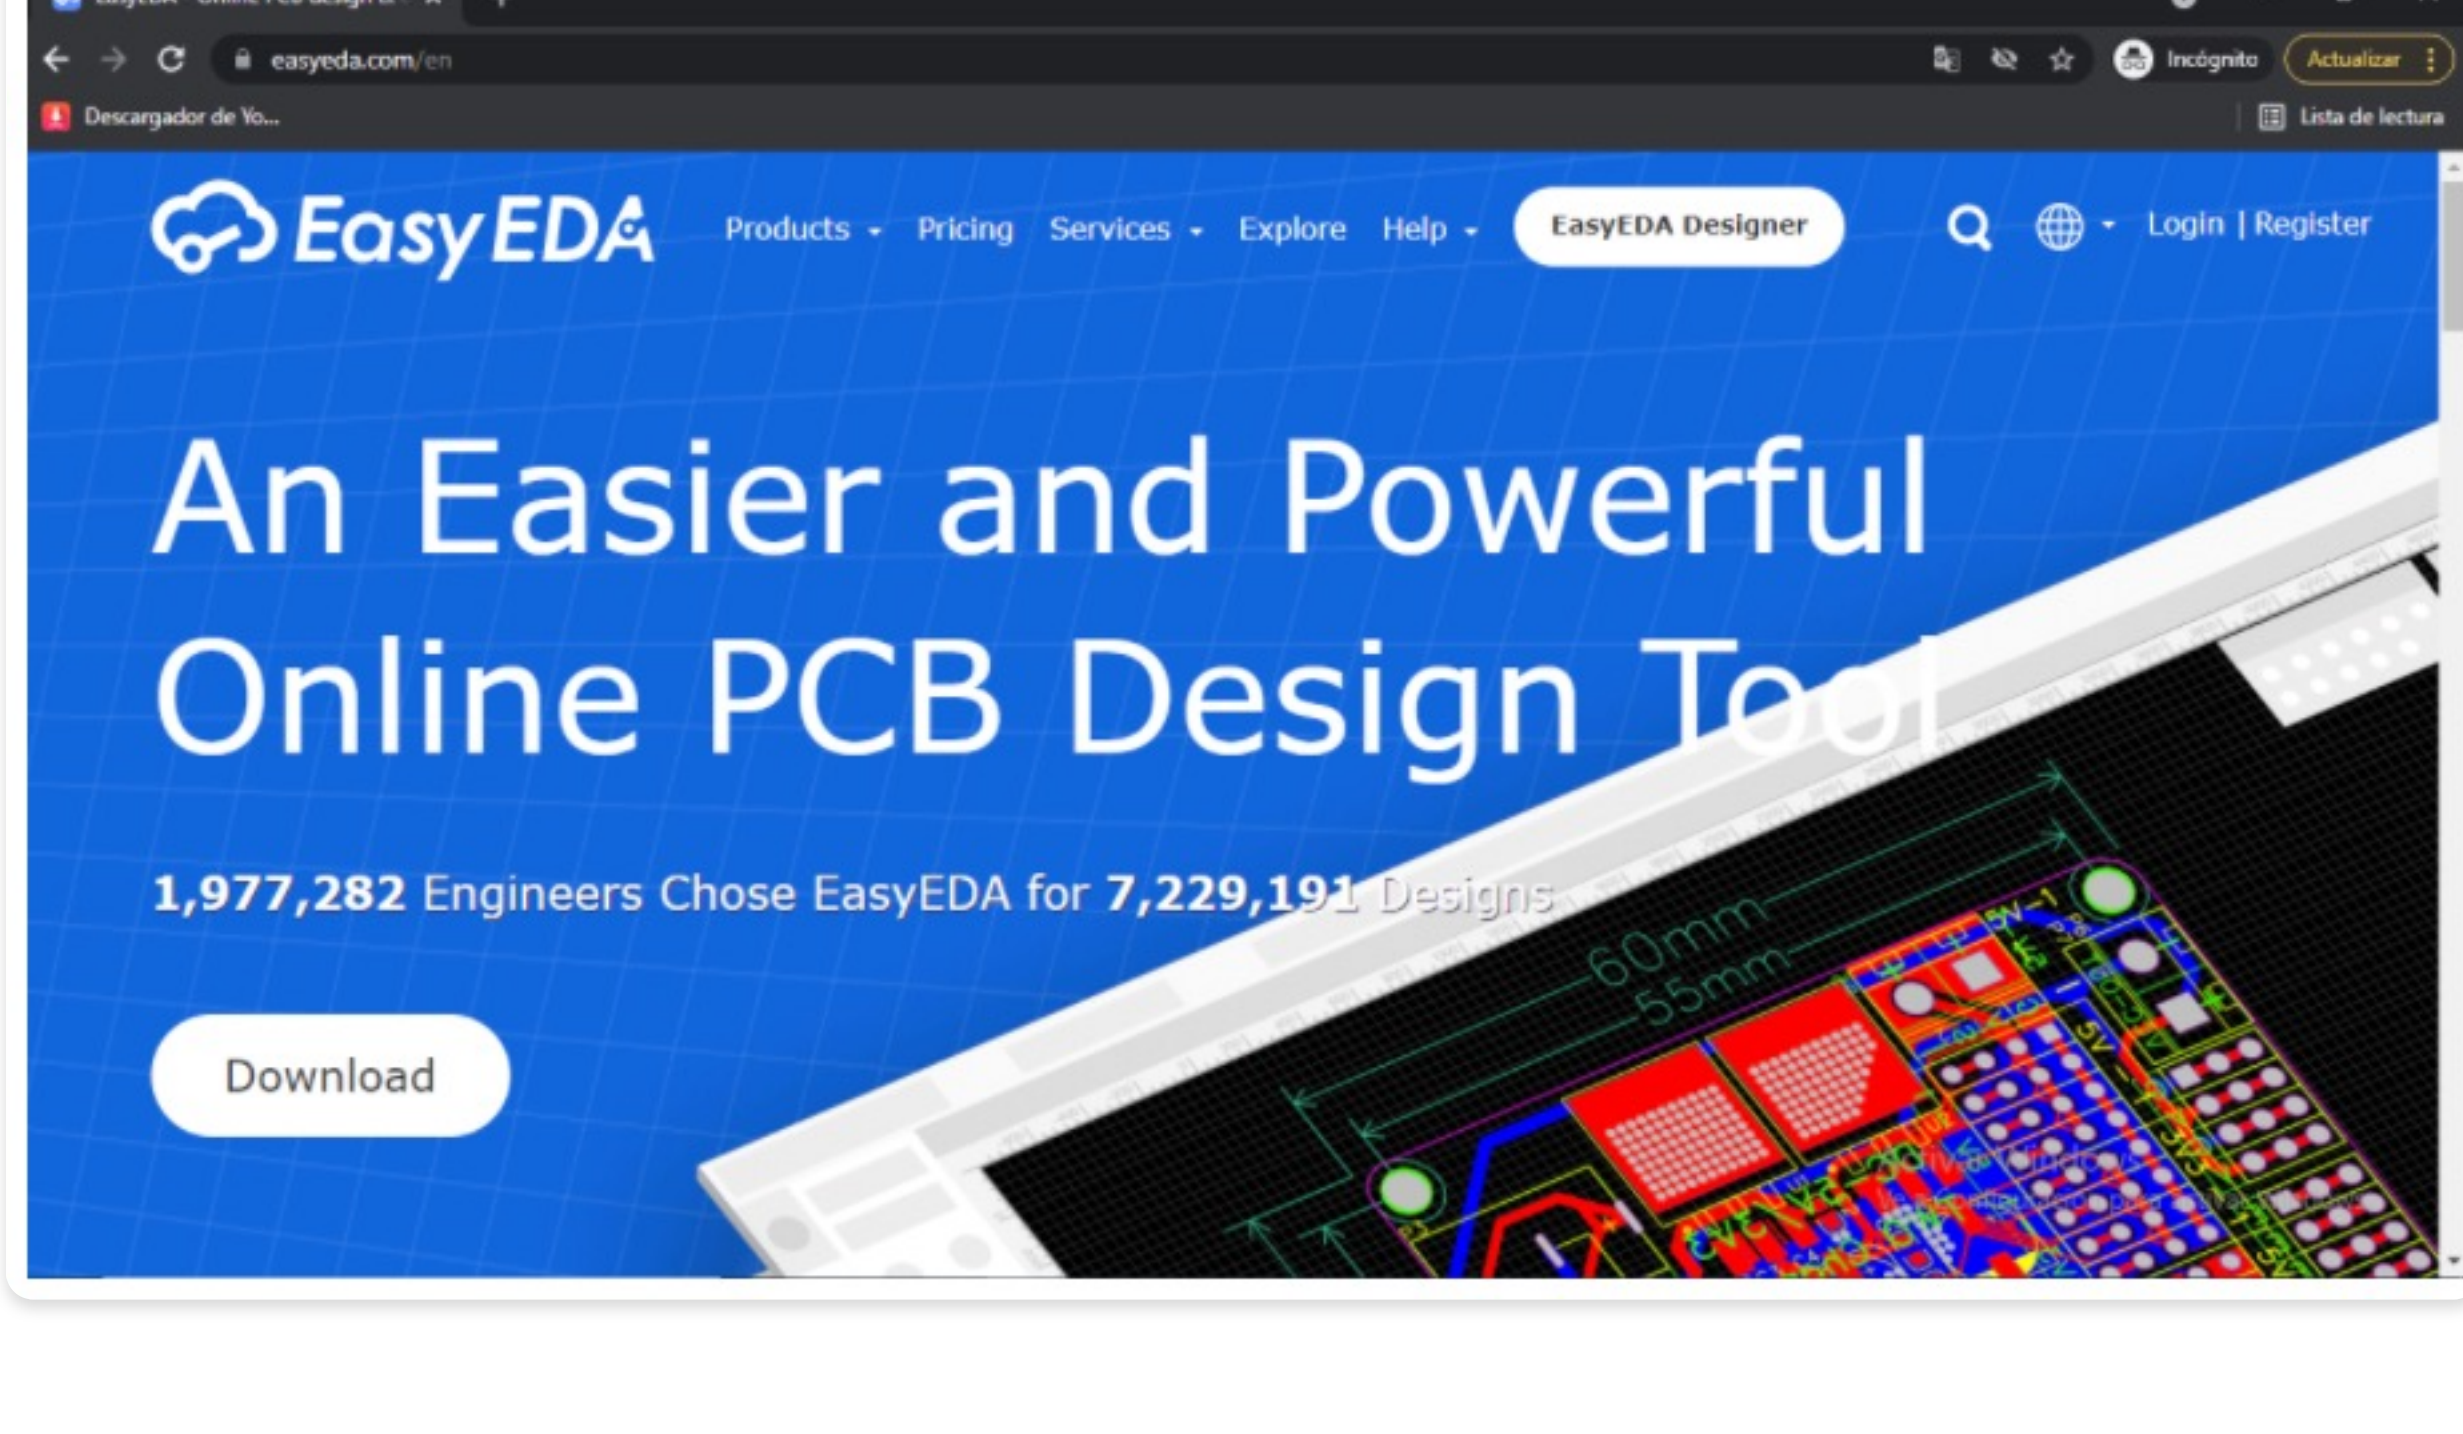 easyeda.com/en
Incógnito
Actualizar
Descargador de Yo...
Lista de lectura
EasyEDA
Products
Pricing
Services
Explore
Help
EasyEDA Designer
Login | Register
An Easier and Powerful
Online PCB Design Tool
1,977,282 Engineers Chose EasyEDA for 7,229,191 Designs
Download
60mm
55mm
5V-1